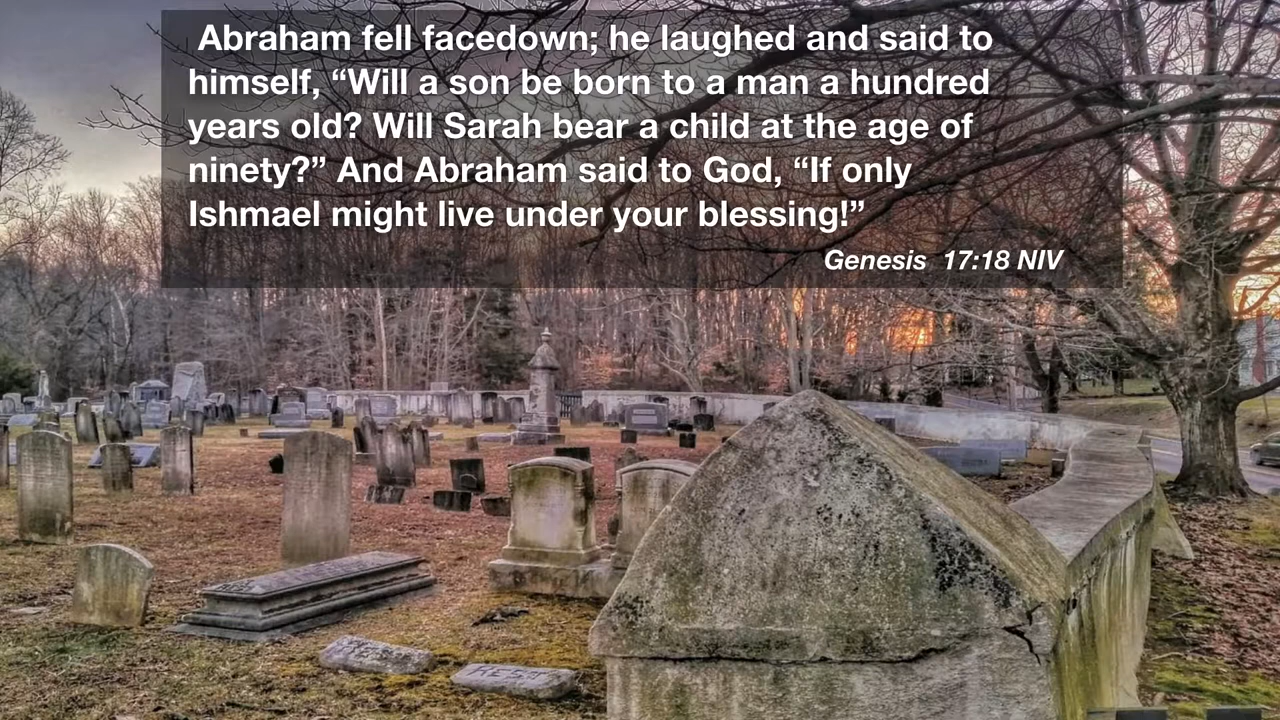 Abraham fell facedown; he laughed and said to
himself, “Will a son be born to a man a hundred
years old? Will Sarah bear a child at the age of
ninety?” And Abraham said to God, “If only
Ishmael might live under your blessing!”
Genesis 17:18 NIV